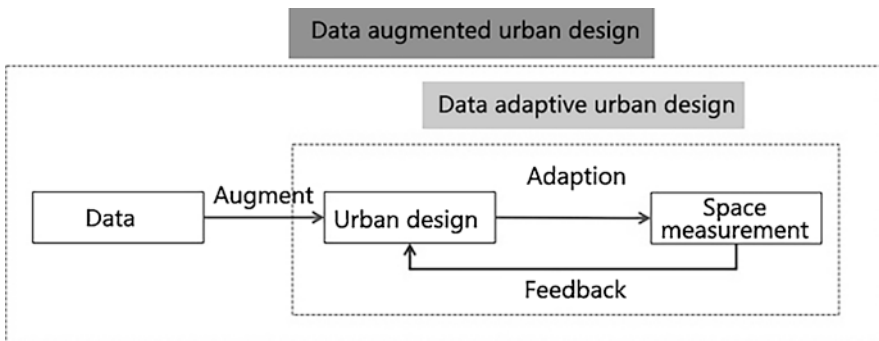 Data augmented urban design
Data adaptive urban design
Augment
Adaption
Data
Urban design
Space
measurement
Feedback